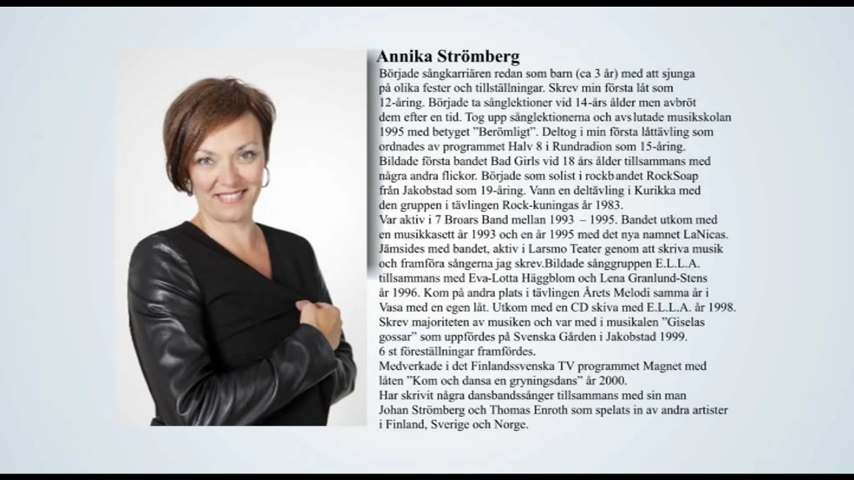 Annika Strömberg
Började sångkarriären redan som barn (ca 3 år) med att sjunga
på olika fester och tillställningar. Skrev min första låt som
12-åring. Började ta sånglektioner vid 14-års ålder men avbröt
dem efter en tid. Tog upp sånglektionerna och avslutade musikskolan
1995 med betyget ”Berömligt”. Deltog i min första låttävling som
ordnades av programmet Halv 8 i Rundradion som 15-åring.
Bildade första bandet Bad Girls vid 18 års ålder tillsammans med
några andra flickor. Började som solist i rockbandet RockSoap
från Jakobstad som 19-åring. Vann en deltävling i Kurikka med
den gruppen i tävlingen Rock-kuningas år 1983.
Var aktiv i 7 Broars Band mellan 1993 – 1995. Bandet utkom med
en musikkasett år 1993 och en år 1995 med det nya namnet LaNicas.
Jämsides med bandet, aktiv i Larsmo Teater genom att skriva musik
och framföra sångerna jag skrev.Bildade sånggruppen E.L.L.A.
tillsammans med Eva-Lotta Häggblom och Lena Granlund-Stens
år 1996. Kom på andra plats i tävlingen Årets Melodi samma år i
Vasa med en egen låt. Utkom med en CD skiva med E.L.L.A. år 1998.
Skrev majoriteten av musiken och var med i musikalen ”Giselas
gossar” som uppfördes på Svenska Gården i Jakobstad 1999.
6 st föreställningar framfördes.
Medverkade i det Finlandssvenska TV programmet Magnet med
låten ”Kom och dansa en gryningsdans” år 2000.
Har skrivit några dansbandssånger tillsammans med sin man
Johan Strömberg och Thomas Enroth som spelats in av andra artister
i Finland, Sverige och Norge.